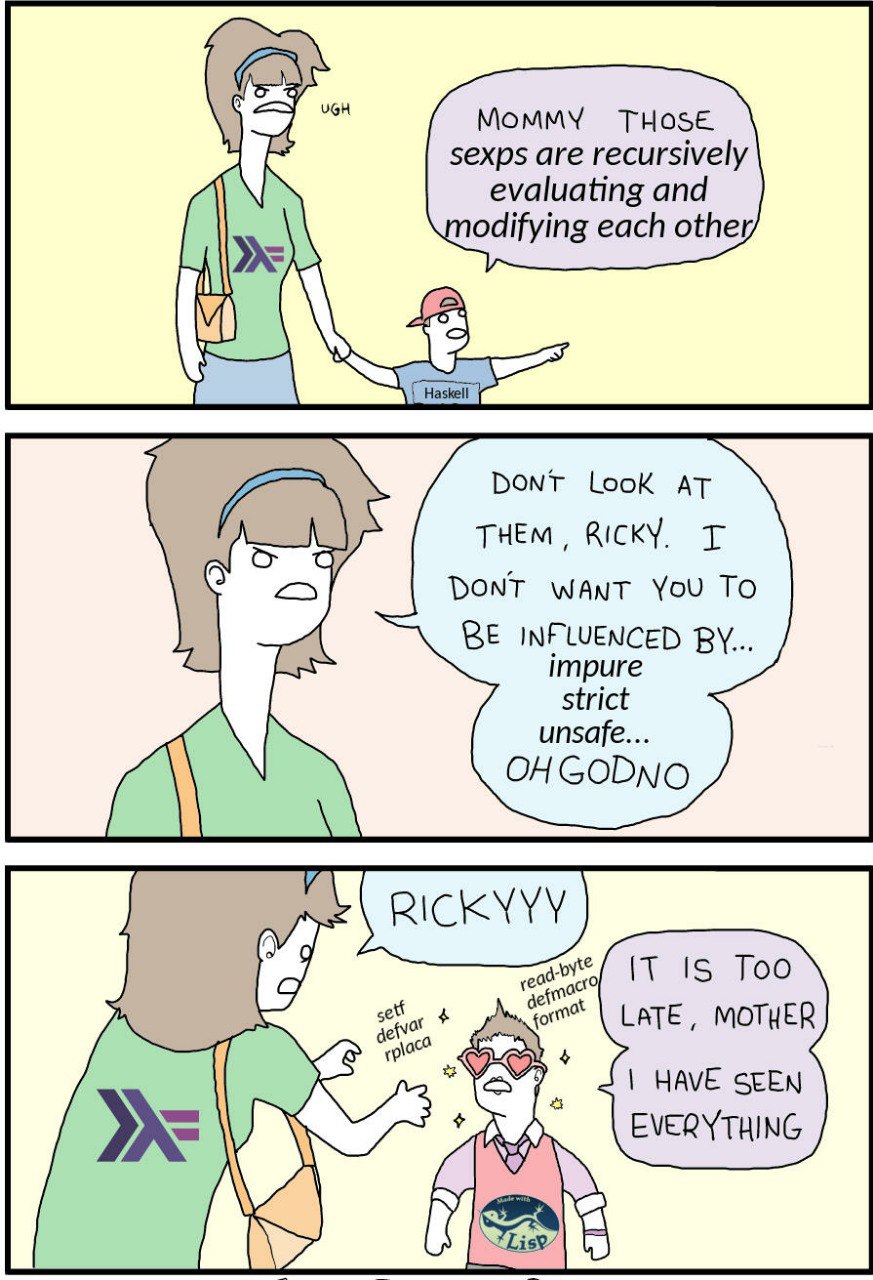 UGH
MOMMY THOSE
sexps are recursively
evaluating and
modifying each other
Haskell
DON'T LOOK AT
THEM, RICKY. I
DON'T WANT YOU TO
BE INFLUENCED BY...
impure
strict
unsafe...
OH GOD NO
RICKYYY
setf
defvar
rplaca
read-byte
defmacro
format
IT IS TOO
LATE, MOTHER
I HAVE SEEN
EVERYTHING
Made with
Lisp